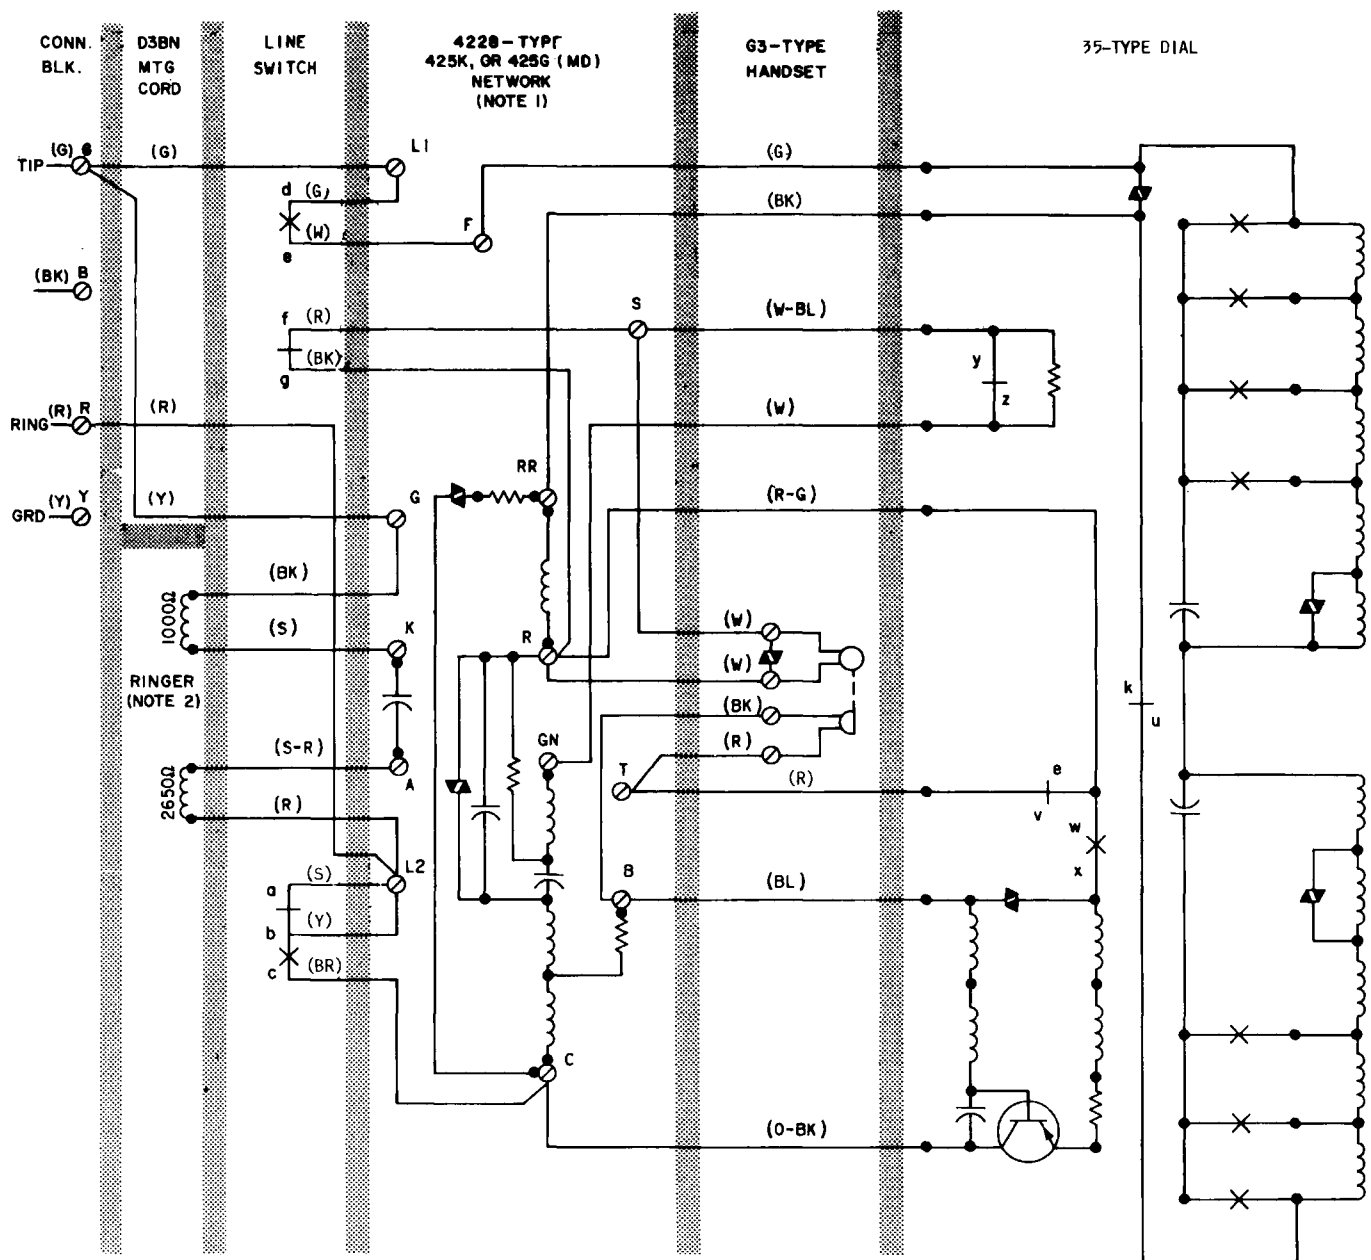 CONN.
BLK.
D3BN
MTG
CORD
LINE
SWITCH
4228-TYPE
425K, OR 425G (MD)
NETWORK
(NOTE 1)
G3-TYPE
HANDSET
35-TYPE DIAL
TIP (G) G
(G)
L1
(G)
d (G)
(W)
e
F
(BK)
(BK) B
f (R)
S
(W-BL)
(BK)
g
y
z
RING (R) R
(R)
(W)
RR
GRD (Y) Y
(Y)
G
(R-G)
(BK)
1000Ω
(S)
K
(W)
R
(W)
RINGER
(NOTE 2)
k
u
(BK)
(S-R)
GN
(R)
A
T
(R)
e
2650Ω
(R)
v
w
L2
x
(S)
a
B
(BL)
(Y)
b
c (BR)
C
(O-BK)